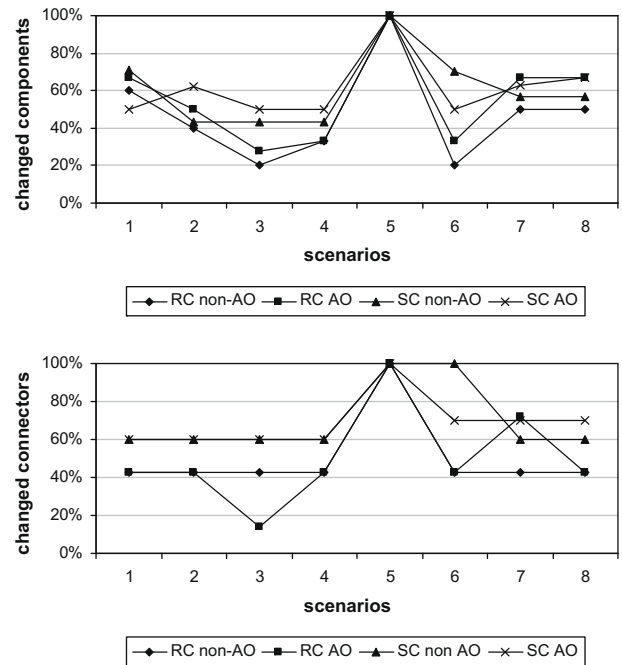 100%
80%
60%
40%
20%
0%
changed components
1 2 3 4 5 6 7 8
scenarios
RC non-AO RC AO SC non-AO SC AO
100%
80%
60%
40%
20%
0%
changed connectors
1 2 3 4 5 6 7 8
scenarios
RC non-AO RC AO SC non AO SC AO